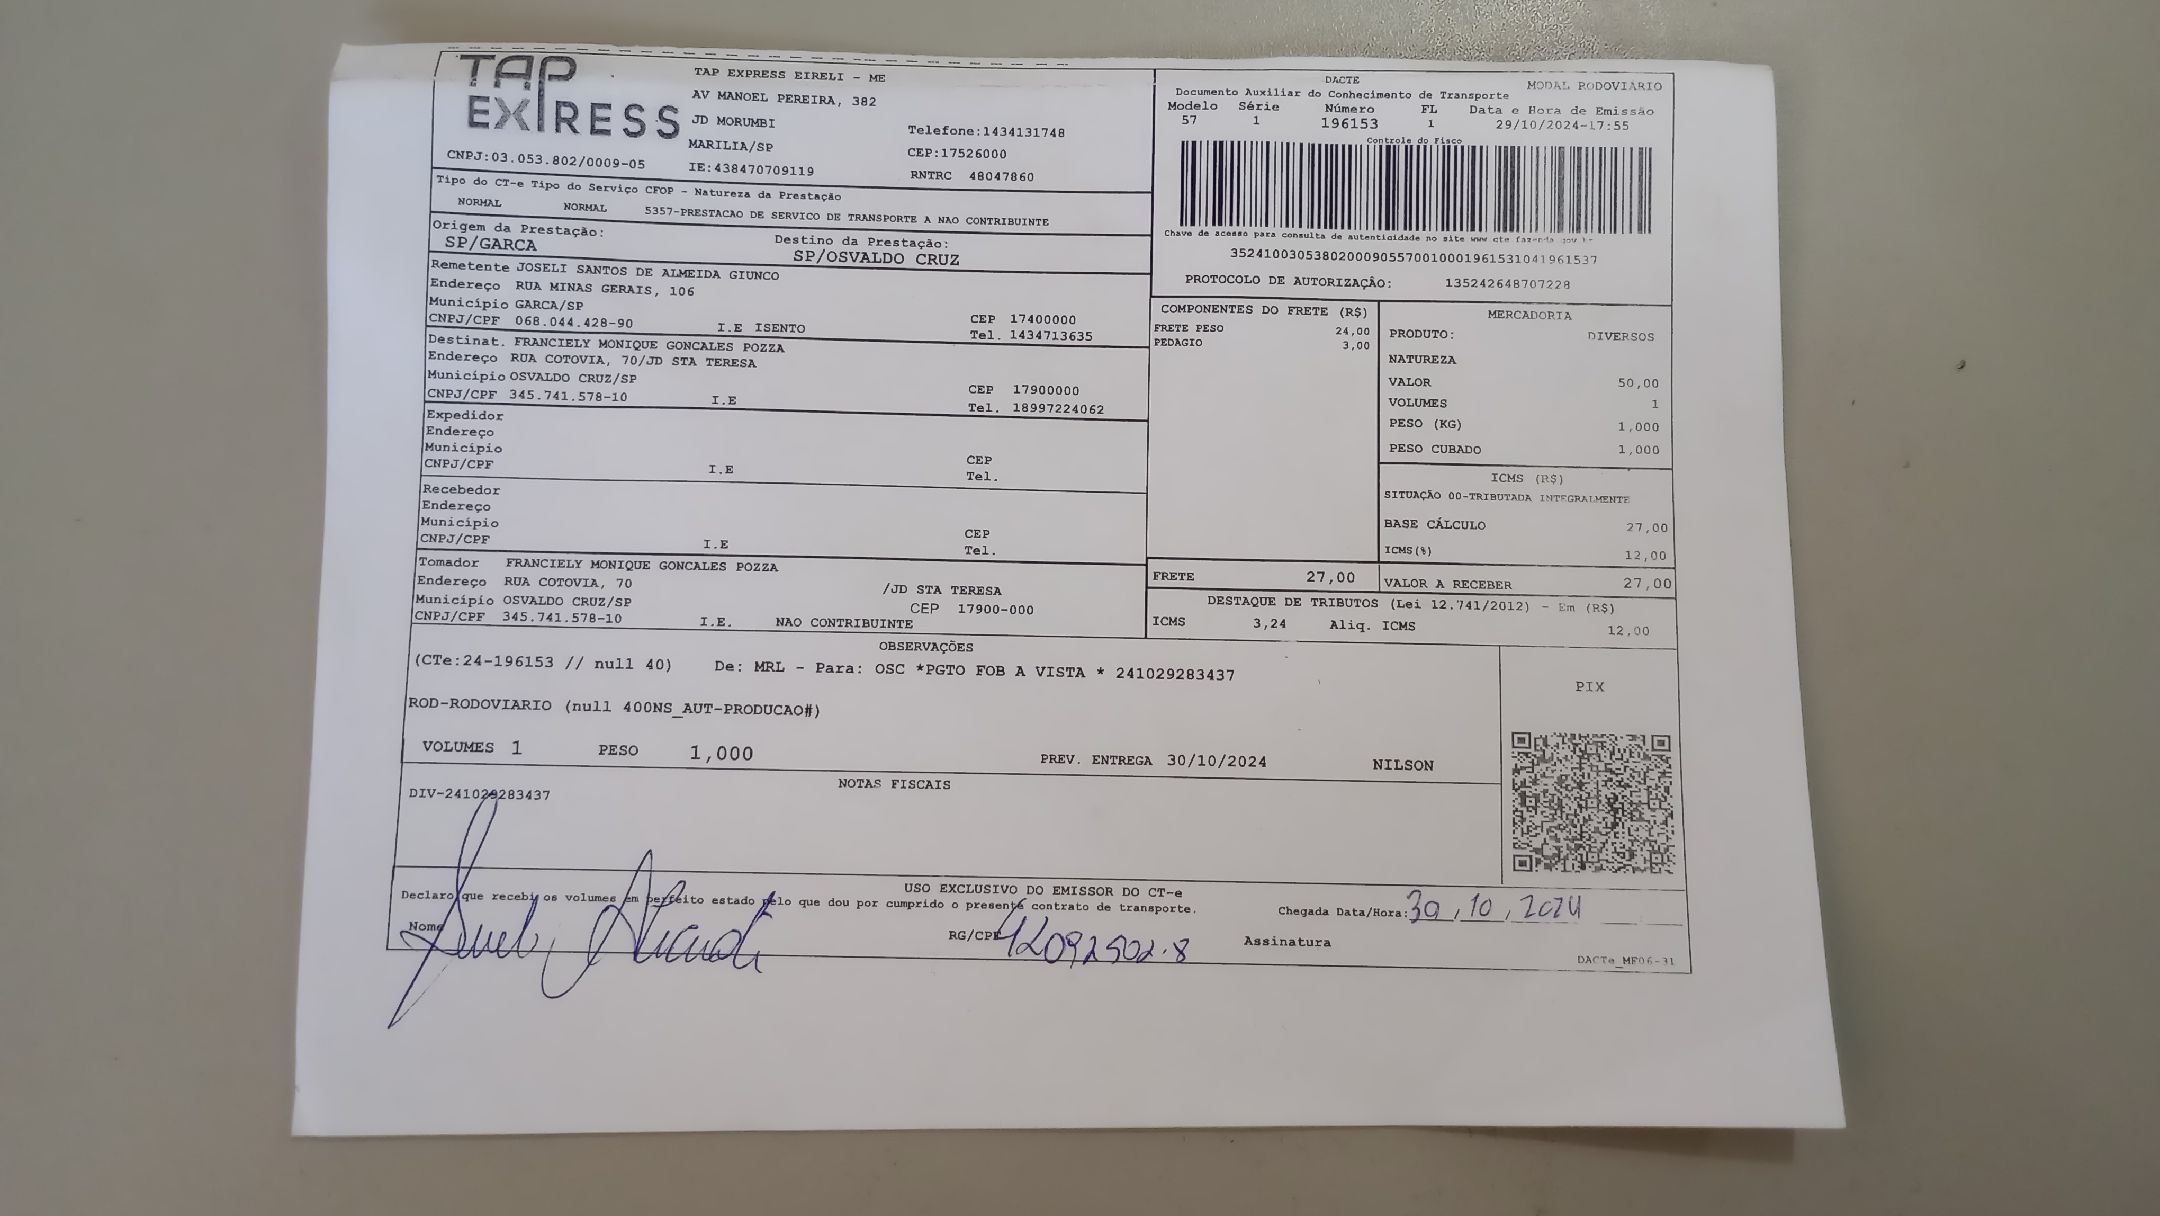 TAP EXPRESS
TAP EXPRESS EIRELI - ME
AV MANOEL PEREIRA, 382
JD MORUMBI
Telefone:1434131748
MARILIA/SP
CEP:17526000
CNPJ:03.053.802/0009-05
IE:438470709119
RNTRC 48047860
DACTE
MODAL RODOVIÁRIO
Documento Auxiliar do Conhecimento de Transporte
Modelo Série Número FL Data e Hora de Emissão
57 1 196153 1 29/10/2024-17:55
Controle do Fisco
Chave de acesso para consulta de autenticidade no site www cte fazenda gov br
35241003053802000905570010001961531041961537
PROTOCOLO DE AUTORIZAÇÃO: 135242648707228
Tipo do CT-e Tipo do Serviço CFOP - Natureza da Prestação
NORMAL NORMAL 5357-PRESTACAO DE SERVICO DE TRANSPORTE A NAO CONTRIBUINTE
Origem da Prestação: Destino da Prestação:
SP/GARCA SP/OSVALDO CRUZ
Remetente JOSELI SANTOS DE ALMEIDA GIUNCO
Endereço RUA MINAS GERAIS, 106
Município GARCA/SP CEP 17400000
CNPJ/CPF 068.044.428-90 I.E ISENTO Tel. 1434713635
Destinat. FRANCIELY MONIQUE GONCALES POZZA
Endereço RUA COTOVIA, 70/JD STA TERESA
Município OSVALDO CRUZ/SP CEP 17900000
CNPJ/CPF 345.741.578-10 I.E Tel. 18997224062
Expedidor
Endereço
Município CEP
CNPJ/CPF I.E Tel.
Recebedor
Endereço
Município CEP
CNPJ/CPF I.E Tel.
Tomador FRANCIELY MONIQUE GONCALES POZZA
Endereço RUA COTOVIA, 70 /JD STA TERESA
Município OSVALDO CRUZ/SP CEP 17900-000
CNPJ/CPF 345.741.578-10 I.E. NAO CONTRIBUINTE
COMPONENTES DO FRETE (R$)
FRETE PESO 24,00
PEDAGIO 3,00
MERCADORIA
PRODUTO: DIVERSOS
NATUREZA
VALOR 50,00
VOLUMES 1
PESO (KG) 1,000
PESO CUBADO 1,000
ICMS (R$)
SITUAÇÃO 00-TRIBUTADA INTEGRALMENTE
BASE CÁLCULO 27,00
ICMS(%) 12,00
FRETE 27,00 VALOR A RECEBER 27,00
DESTAQUE DE TRIBUTOS (Lei 12.741/2012) - Em (R$)
ICMS 3,24 Aliq. ICMS 12,00
OBSERVAÇÕES
(CTe:24-196153 // null 40) De: MRL - Para: OSC *PGTO FOB A VISTA * 241029283437
ROD-RODOVIARIO (null 400NS_AUT-PRODUCAO#)
VOLUMES 1 PESO 1,000 PREV. ENTREGA 30/10/2024 NILSON
PIX
NOTAS FISCAIS
DIV-241029283437
USO EXCLUSIVO DO EMISSOR DO CT-e
Declaro que recebi os volumes em perfeito estado pelo que dou por cumprido o presente contrato de transporte.
Chegada Data/Hora: 30, 10, 2024
Nome RG/CPF 42092502.8 Assinatura
DACTe_MF06-31